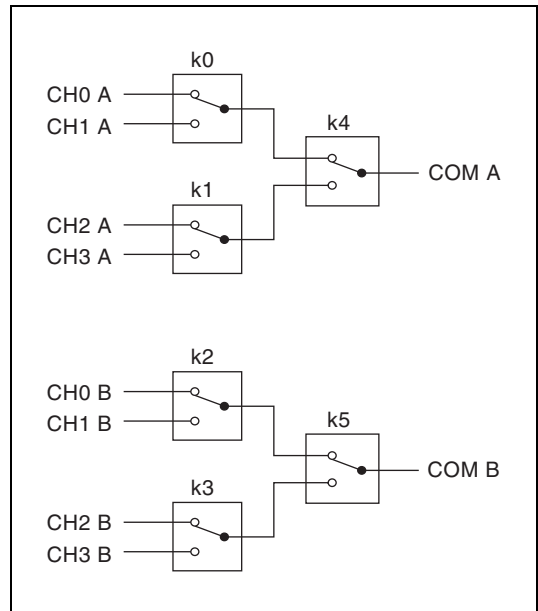 k0
CH0 A
CH1 A
k4
COM A
k1
CH2 A
CH3 A
k2
CH0 B
CH1 B
k5
COM B
k3
CH2 B
CH3 B